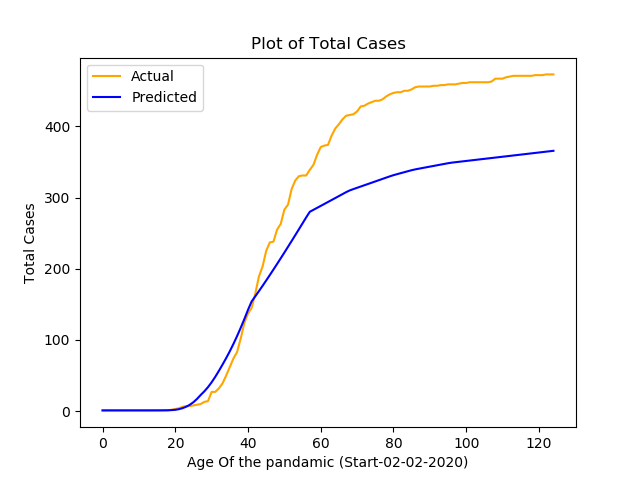 Plot of Total Cases
Actual
Predicted
400
300
200
100
0
Total Cases
0 20 40 60 80 100 120
Age Of the pandamic (Start-02-02-2020)